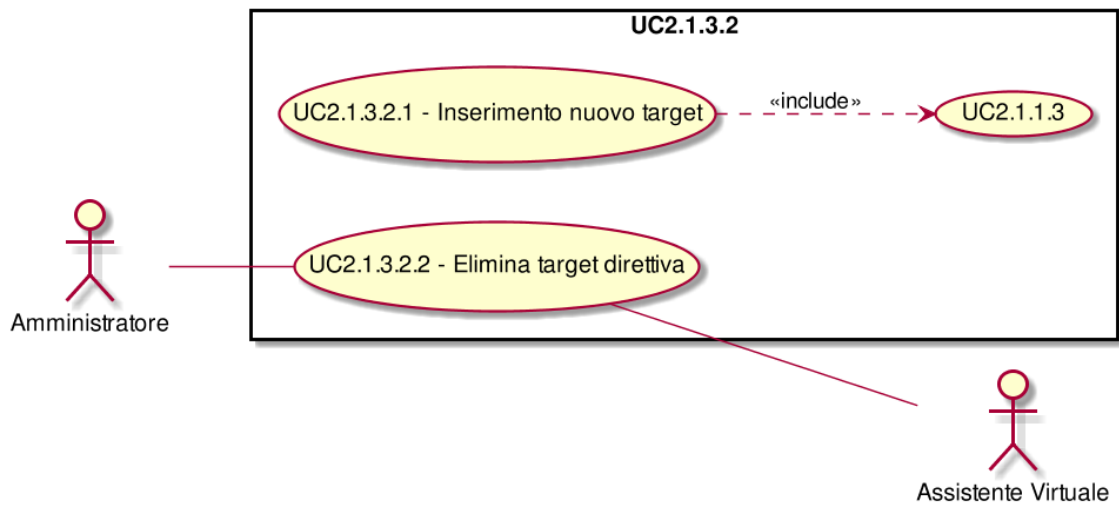 UC2.1.3.2
UC2.1.3.2.1 - Inserimento nuovo target
«include»
UC2.1.1.3
UC2.1.3.2.2 - Elimina target direttiva
Amministratore
Assistente Virtuale